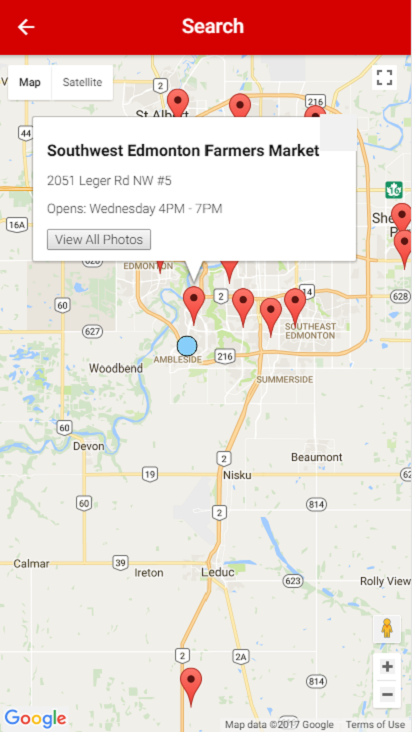 Search
Map
Satellite
2
216
St Albert
44
Southwest Edmonton Farmers Market
2051 Leger Rd NW #5
Opens: Wednesday 4PM - 7PM
View All Photos
16
16A
EDMONTON
2
14
60
628
627
SOUTHEAST
EDMONTON
AMBLESIDE
216
Woodbend
SUMMERSIDE
60
Devon
2
Beaumont
19
Nisku
60
814
2
Calmar
39
Ireton
Leduc
623
Rolly View
2
2A
814
Google
Map data ©2017 Google
Terms of Use